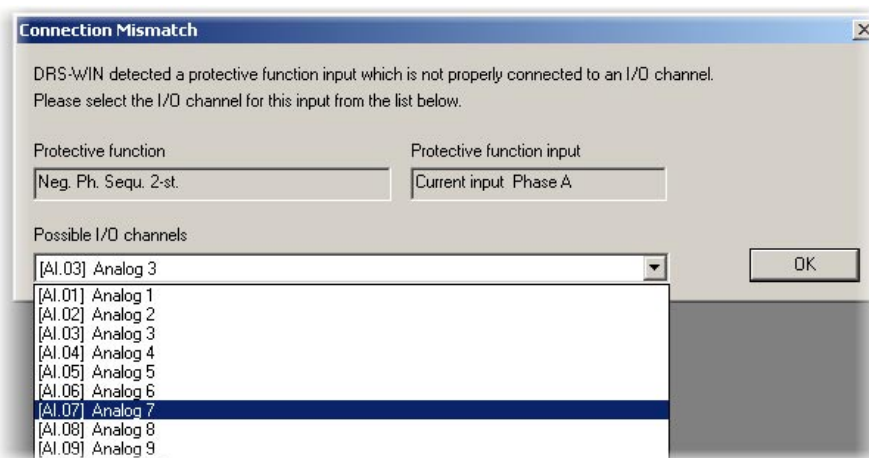 Connection Mismatch
DRS-WIN detected a protective function input which is not properly connected to an I/O channel.
Please select the I/O channel for this input from the list below.
Protective function
Protective function input
Neg. Ph. Sequ. 2-st.
Current input Phase A
Possible I/O channels
[AI.03] Analog 3
OK
[AI.01] Analog 1
[AI.02] Analog 2
[AI.03] Analog 3
[AI.04] Analog 4
[AI.05] Analog 5
[AI.06] Analog 6
[AI.07] Analog 7
[AI.08] Analog 8
[AI.09] Analog 9